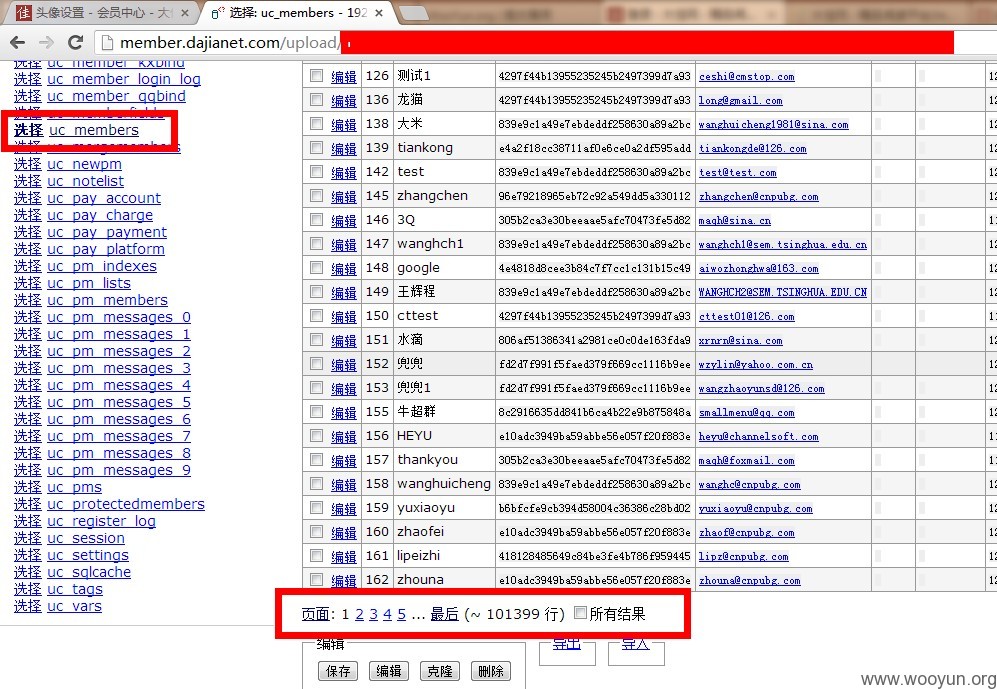 头像设置 - 会员中心 - 大
选择: uc_members - 192
member.dajianet.com/upload/
选择 uc_member_kxbind
选择 uc_member_login_log
选择 uc_member_qqbind
选择 uc_memberfields
选择 uc_members
选择 uc_mergemembers
选择 uc_newpm
选择 uc_notelist
选择 uc_pay_account
选择 uc_pay_charge
选择 uc_pay_payment
选择 uc_pay_platform
选择 uc_pm_indexes
选择 uc_pm_lists
选择 uc_pm_members
选择 uc_pm_messages_0
选择 uc_pm_messages_1
选择 uc_pm_messages_2
选择 uc_pm_messages_3
选择 uc_pm_messages_4
选择 uc_pm_messages_5
选择 uc_pm_messages_6
选择 uc_pm_messages_7
选择 uc_pm_messages_8
选择 uc_pm_messages_9
选择 uc_pms
选择 uc_protectedmembers
选择 uc_register_log
选择 uc_session
选择 uc_settings
选择 uc_sqlcache
选择 uc_tags
选择 uc_vars
编辑 126 测试1 4297f44b13955235245b2497399d7a93 ceshi@cmstop.com
编辑 136 龙猫 4297f44b13955235245b2497399d7a93 long@gmail.com
编辑 138 大米 839e9c1a49e7ebdeddf258630a89a2bc wanghuicheng1981@sina.com
编辑 139 tiankong e4a2f18cc38711af0e6ce0a2df595add tiankongde@126.com
编辑 142 test 839e9c1a49e7ebdeddf258630a89a2bc test@test.com
编辑 145 zhangchen 96e79218965eb72c92a549dd5a330112 zhangchen@cnpubg.com
编辑 146 3Q 305b2ca3e30beeaae5afc70473fe5d82 maqh@sina.cn
编辑 147 wanghch1 839e9c1a49e7ebdeddf258630a89a2bc wanghch1@sem.tsinghua.edu.cn
编辑 148 google 4e4818d8cee3b84c7f7cc1c131b15c49 aiwozhonghwa@163.com
编辑 149 王辉程 839e9c1a49e7ebdeddf258630a89a2bc WANGHCH2@SEM.TSINGHUA.EDU.CN
编辑 150 cttest 4297f44b13955235245b2497399d7a93 cttest01@126.com
编辑 151 水滴 806af51386341a2981ce0c0de163fda9 xrnrn@sina.com
编辑 152 兜兜 fd2d7f991f5faed379f669cc1116b9ee wzylin@yahoo.com.cn
编辑 153 兜兜1 fd2d7f991f5faed379f669cc1116b9ee wangzhaoyunsd@126.com
编辑 155 牛超群 8c2916635dd841b6ca4b22e9b875848a smallmenu@qq.com
编辑 156 HEYU e10adc3949ba59abbe56e057f20f883e heyu@channelsoft.com
编辑 157 thankyou 305b2ca3e30beeaae5afc70473fe5d82 maqh@foxmail.com
编辑 158 wanghuicheng 839e9c1a49e7ebdeddf258630a89a2bc wanghc@cnpubg.com
编辑 159 yuxiaoyu b6bfcfe9cb394d58004c36386c28bd02 yuxiaoyu@cnpubg.com
编辑 160 zhaofei e10adc3949ba59abbe56e057f20f883e zhaof@cnpubg.com
编辑 161 lipeizhi 418128485649c84be3fe4b786f959445 lipz@cnpubg.com
编辑 162 zhouna e10adc3949ba59abbe56e057f20f883e zhouna@cnpubg.com
页面: 1 2 3 4 5 ... 最后 (~ 101399 行) 所有结果
编辑 导出 导入
保存 编辑 克隆 删除
www.wooyun.org